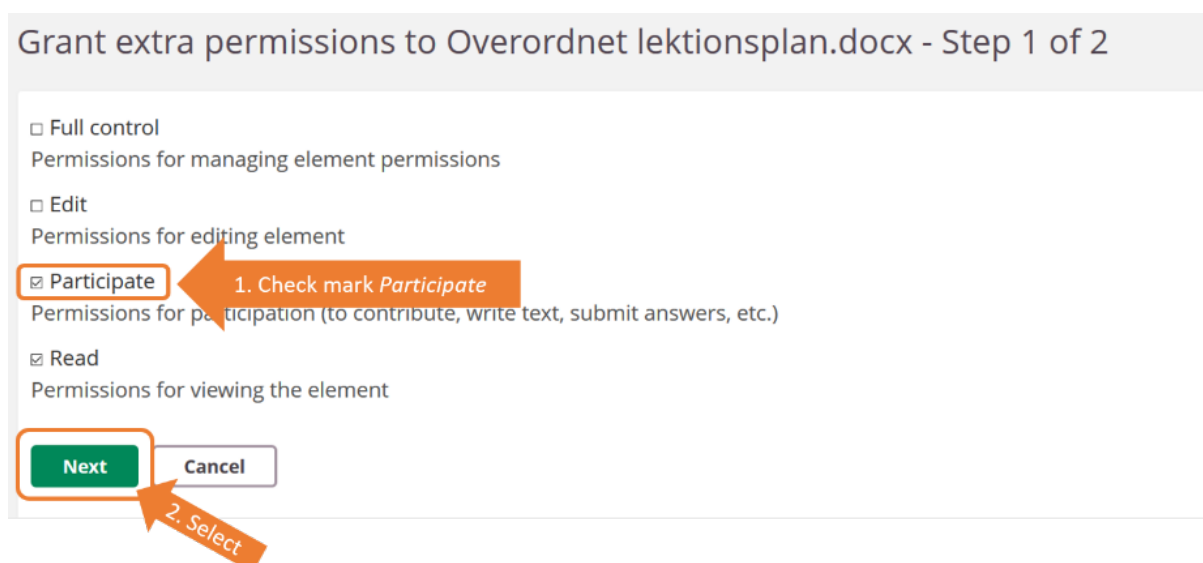 Grant extra permissions to Overordnet lektionsplan.docx - Step 1 of 2
Full control
Permissions for managing element permissions
Edit
Permissions for editing element
Participate
1. Check mark Participate
Permissions for participation (to contribute, write text, submit answers, etc.)
Read
Permissions for viewing the element
Next
Cancel
2. Select